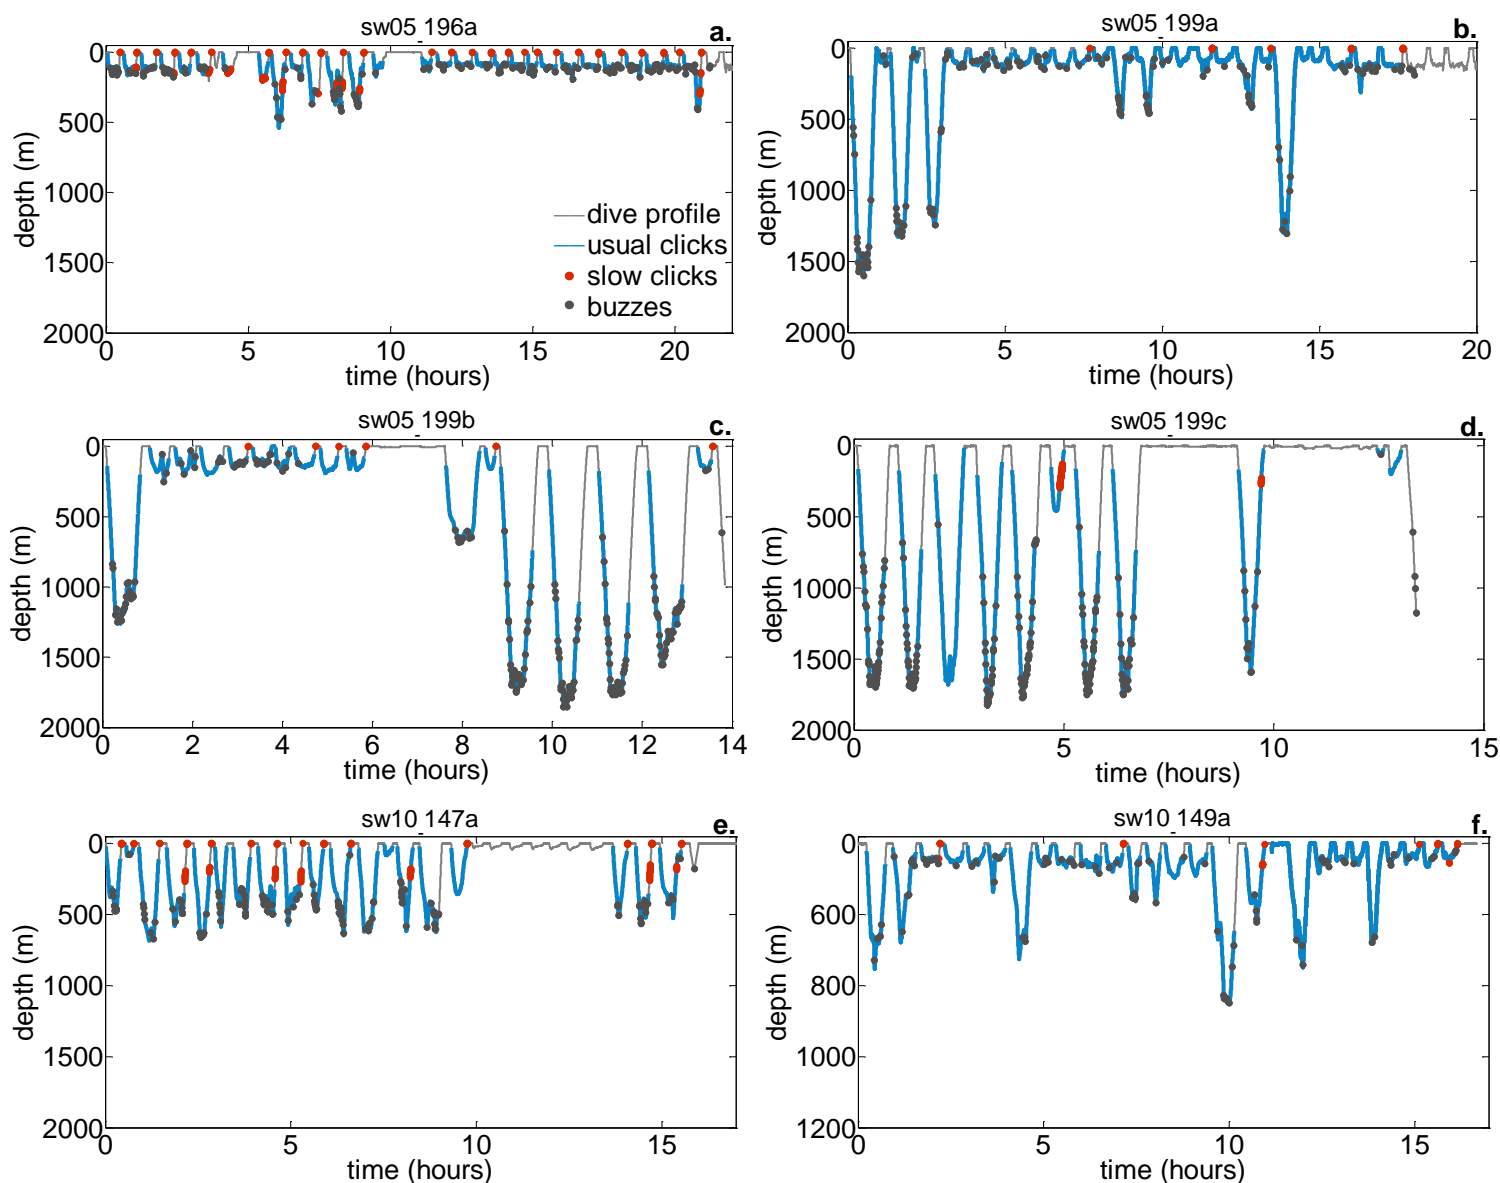 sw05_196a
a.
0
500
1000
1500
2000
depth (m)
dive profile
usual clicks
slow clicks
buzzes
0 5 10 15 20
time (hours)
sw05_199a
b.
0
500
1000
1500
2000
depth (m)
0 5 10 15 20
time (hours)
sw05_199b
c.
0
500
1000
1500
2000
depth (m)
0 2 4 6 8 10 12 14
time (hours)
sw05_199c
d.
0
500
1000
1500
2000
depth (m)
0 5 10 15
time (hours)
sw10_147a
e.
0
500
1000
1500
2000
depth (m)
0 5 10 15
time (hours)
sw10_149a
f.
0
200
400
600
800
1000
1200
depth (m)
0 5 10 15
time (hours)